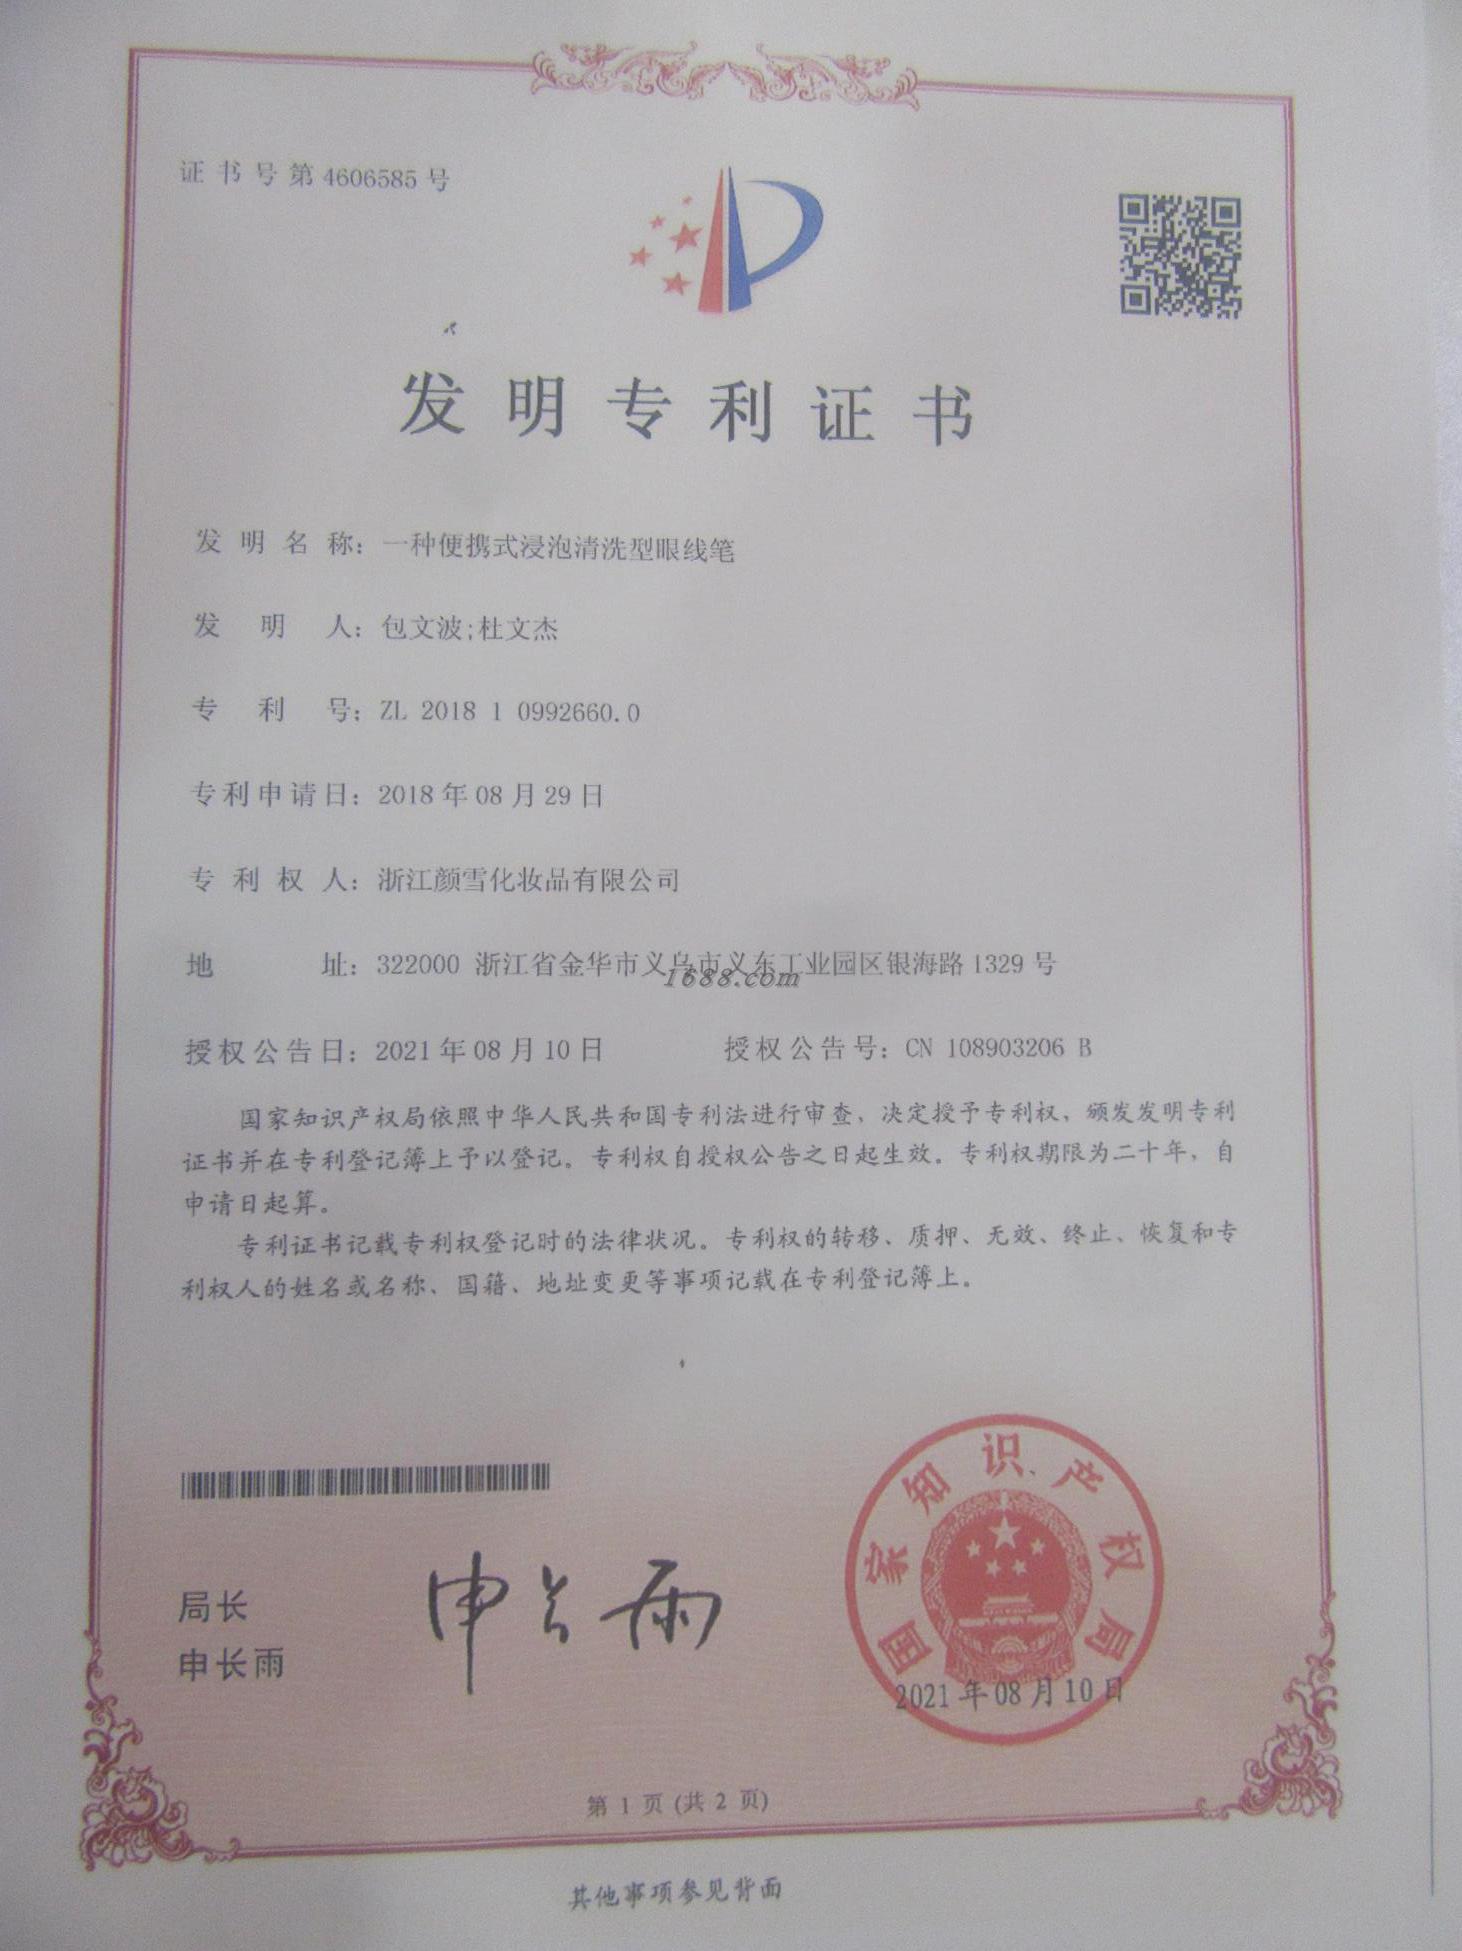 证书号第4606585号
发明专利证书
发明名称：一种便携式浸泡清洗型眼线笔
发明人：包文波;杜文杰
专利号：ZL 2018 1 0992660.0
专利申请日：2018年08月29日
专利权人：浙江颜雪化妆品有限公司
地址：322000 浙江省金华市义乌市义东工业园区银海路1329号
1688.com
授权公告日：2021年08月10日 授权公告号：CN 108903206 B
国家知识产权局依照中华人民共和国专利法进行审查，决定授予专利权，颁发发明专利
证书并在专利登记簿上予以登记。专利权自授权公告之日起生效。专利权期限为二十年，自
申请日起算。
专利证书记载专利权登记时的法律状况。专利权的转移、质押、无效、终止、恢复和专
利权人的姓名或名称、国籍、地址变更等事项记载在专利登记簿上。
局长
申长雨
申长雨
国家知识产权局
2021年08月10日
第 1 页 (共 2 页)
其他事项参见背面